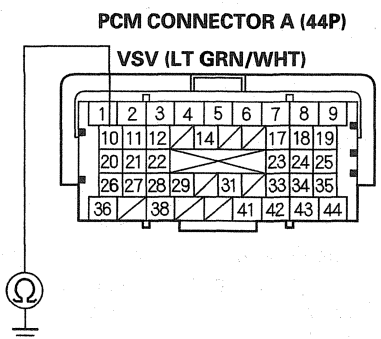 PCM CONNECTOR A (44P)
VSV (LT GRN/WHT)
1 2 3 4 5 6 7 8 9
10 11 12 14 17 18 19
20 21 22 23 24 25
26 27 28 29 31 33 34 35
36 38 41 42 43 44
Ω